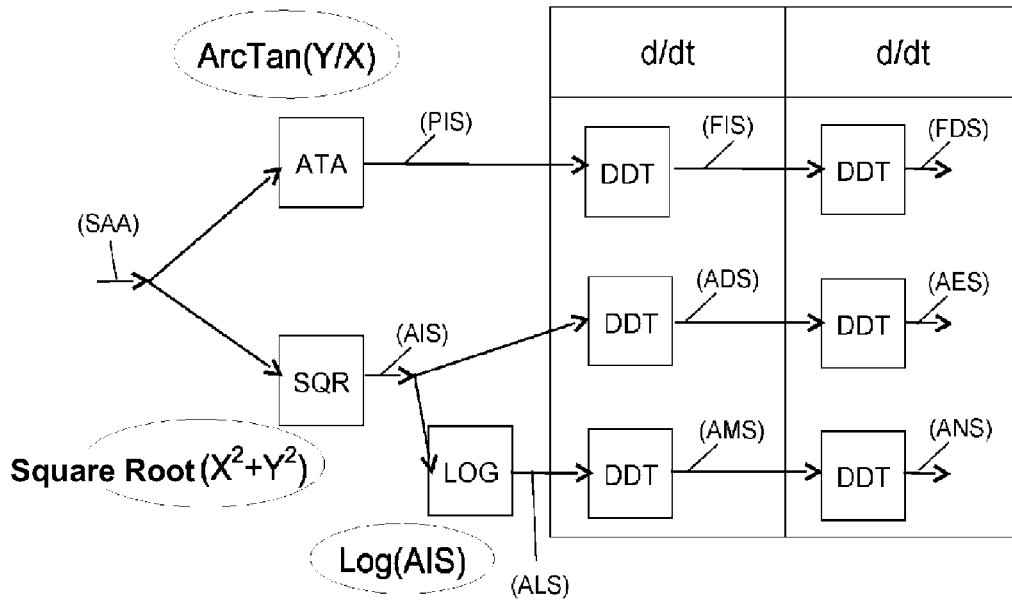 ArcTan(Y/X)
d/dt
d/dt
(PIS)
(FIS)
(FDS)
ATA
DDT
DDT
(SAA)
(ADS)
(AES)
(AIS)
DDT
DDT
SQR
(AMS)
(ANS)
Square Root (X²+Y²)
LOG
DDT
DDT
Log(AIS)
(ALS)